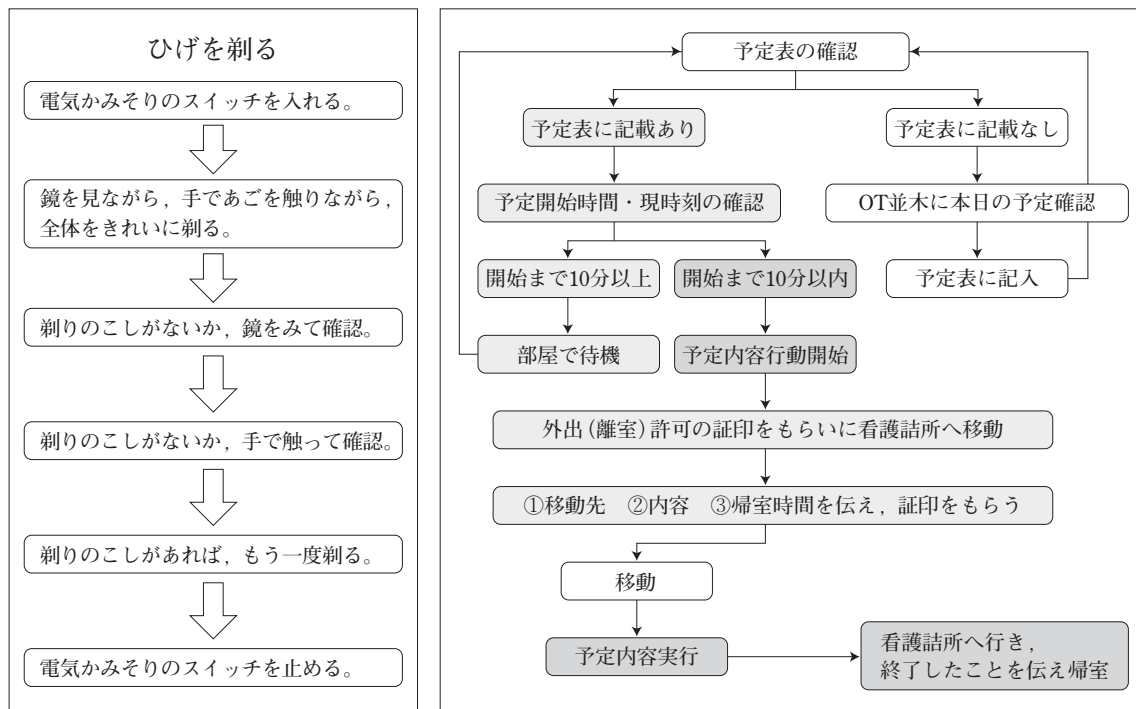 ひげを剃る
電気かみそりのスイッチを入れる。
鏡を見ながら，手であごを触りながら，
全体をきれいに剃る。
剃りのこしがないか，鏡をみて確認。
剃りのこしがないか，手で触って確認。
剃りのこしがあれば，もう一度剃る。
電気かみそりのスイッチを止める。
予定表の確認
予定表に記載あり
予定表に記載なし
予定開始時間・現時刻の確認
OT並木に本日の予定確認
開始まで10分以上
開始まで10分以内
予定表に記入
部屋で待機
予定内容行動開始
外出（離室）許可の証印をもらいに看護詰所へ移動
①移動先　②内容　③帰室時間を伝え，証印をもらう
移動
予定内容実行
看護詰所へ行き，
終了したことを伝え帰室